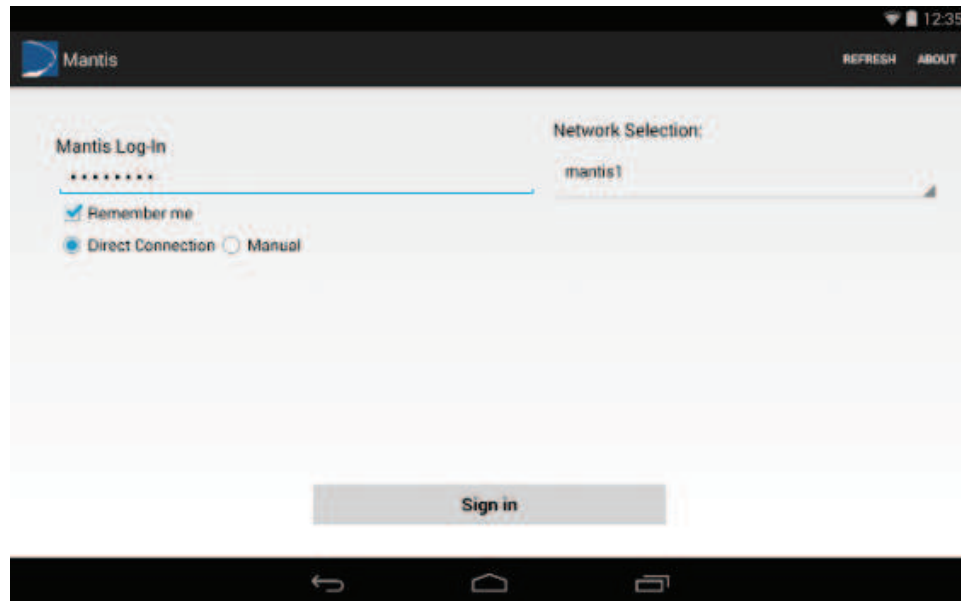 12:35
Mantis
REFRESH ABOUT
Mantis Log-In
••••••••
Remember me
Direct Connection Manual
Network Selection:
mantis1
Sign in